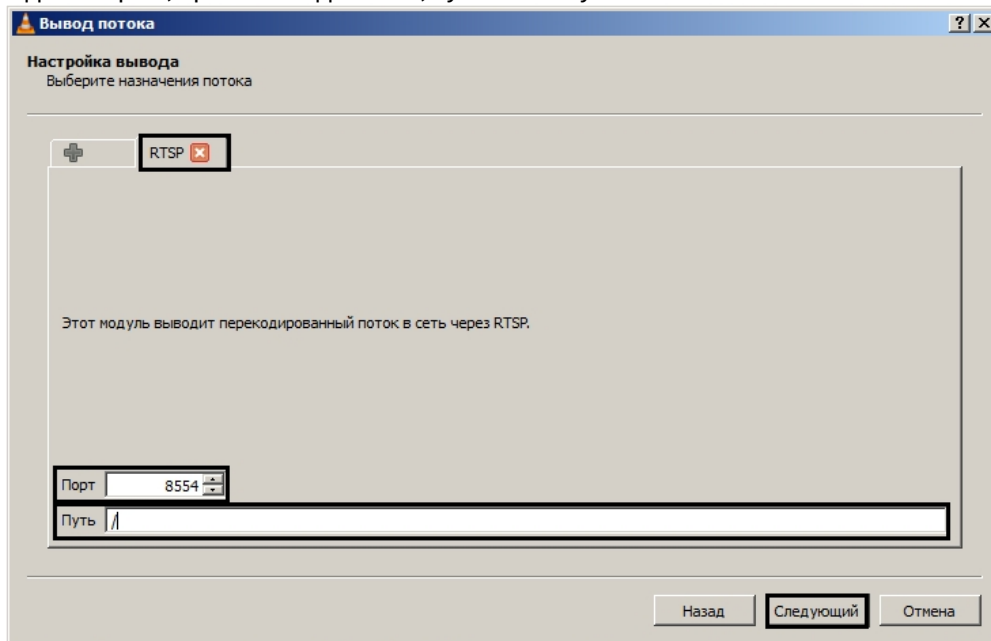 Вывод потока
Настройка вывода
Выберите назначения потока
RTSP
Этот модуль выводит перекодированный поток в сеть через RTSP.
Порт 8554
Путь /
Назад Следующий Отмена